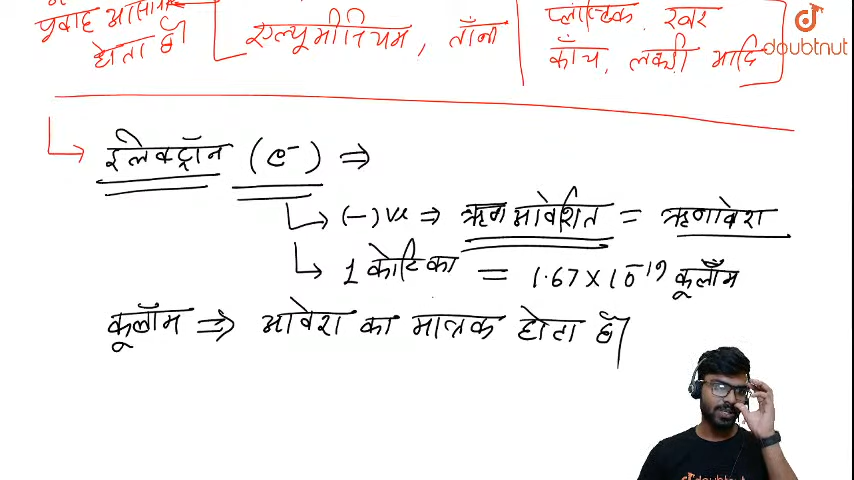 प्रवाह आसानी
होता है।
एल्यूमीनियम, ताँबा
प्लास्टिक, रबर
काँच, लकड़ी आदि
doubtnut
इलेक्ट्रॉन (e⁻) ⇒
(-)ve ⇒ ऋण आवेशित = ऋणावेश
1 e का = 1.67 × 10⁻¹⁹ कूलॉम
कूलॉम ⇒ आवेश का मात्रक होता है।
doubtnut